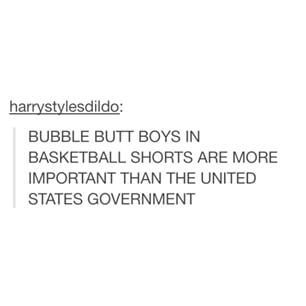 harrystylesdildo:
BUBBLE BUTT BOYS IN
BASKETBALL SHORTS ARE MORE
IMPORTANT THAN THE UNITED
STATES GOVERNMENT